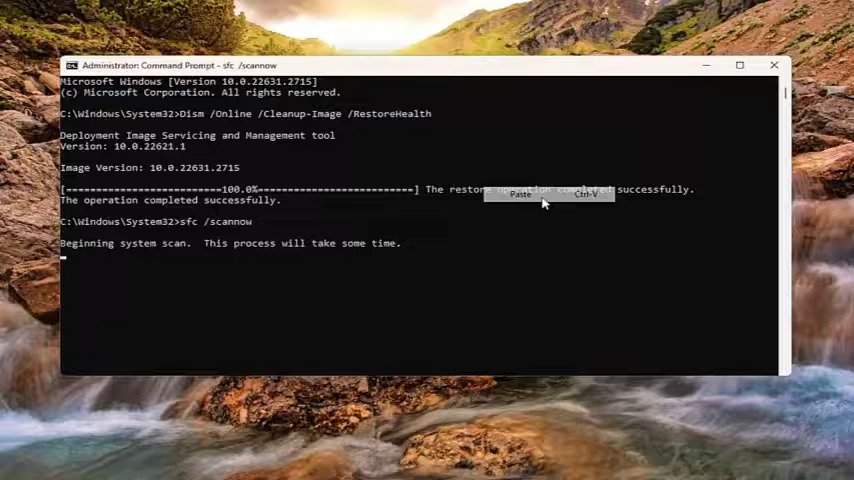 Administrator: Command Prompt - sfc /scannow
Microsoft Windows [Version 10.0.22631.2715]
(c) Microsoft Corporation. All rights reserved.
C:\Windows\System32>Dism /Online /Cleanup-Image /RestoreHealth
Deployment Image Servicing and Management tool
Version: 10.0.22621.1
Image Version: 10.0.22631.2715
[==========================100.0%==========================] The restore operation completed successfully.
Paste Ctrl-V
The operation completed successfully.
C:\Windows\System32>sfc /scannow
Beginning system scan.  This process will take some time.